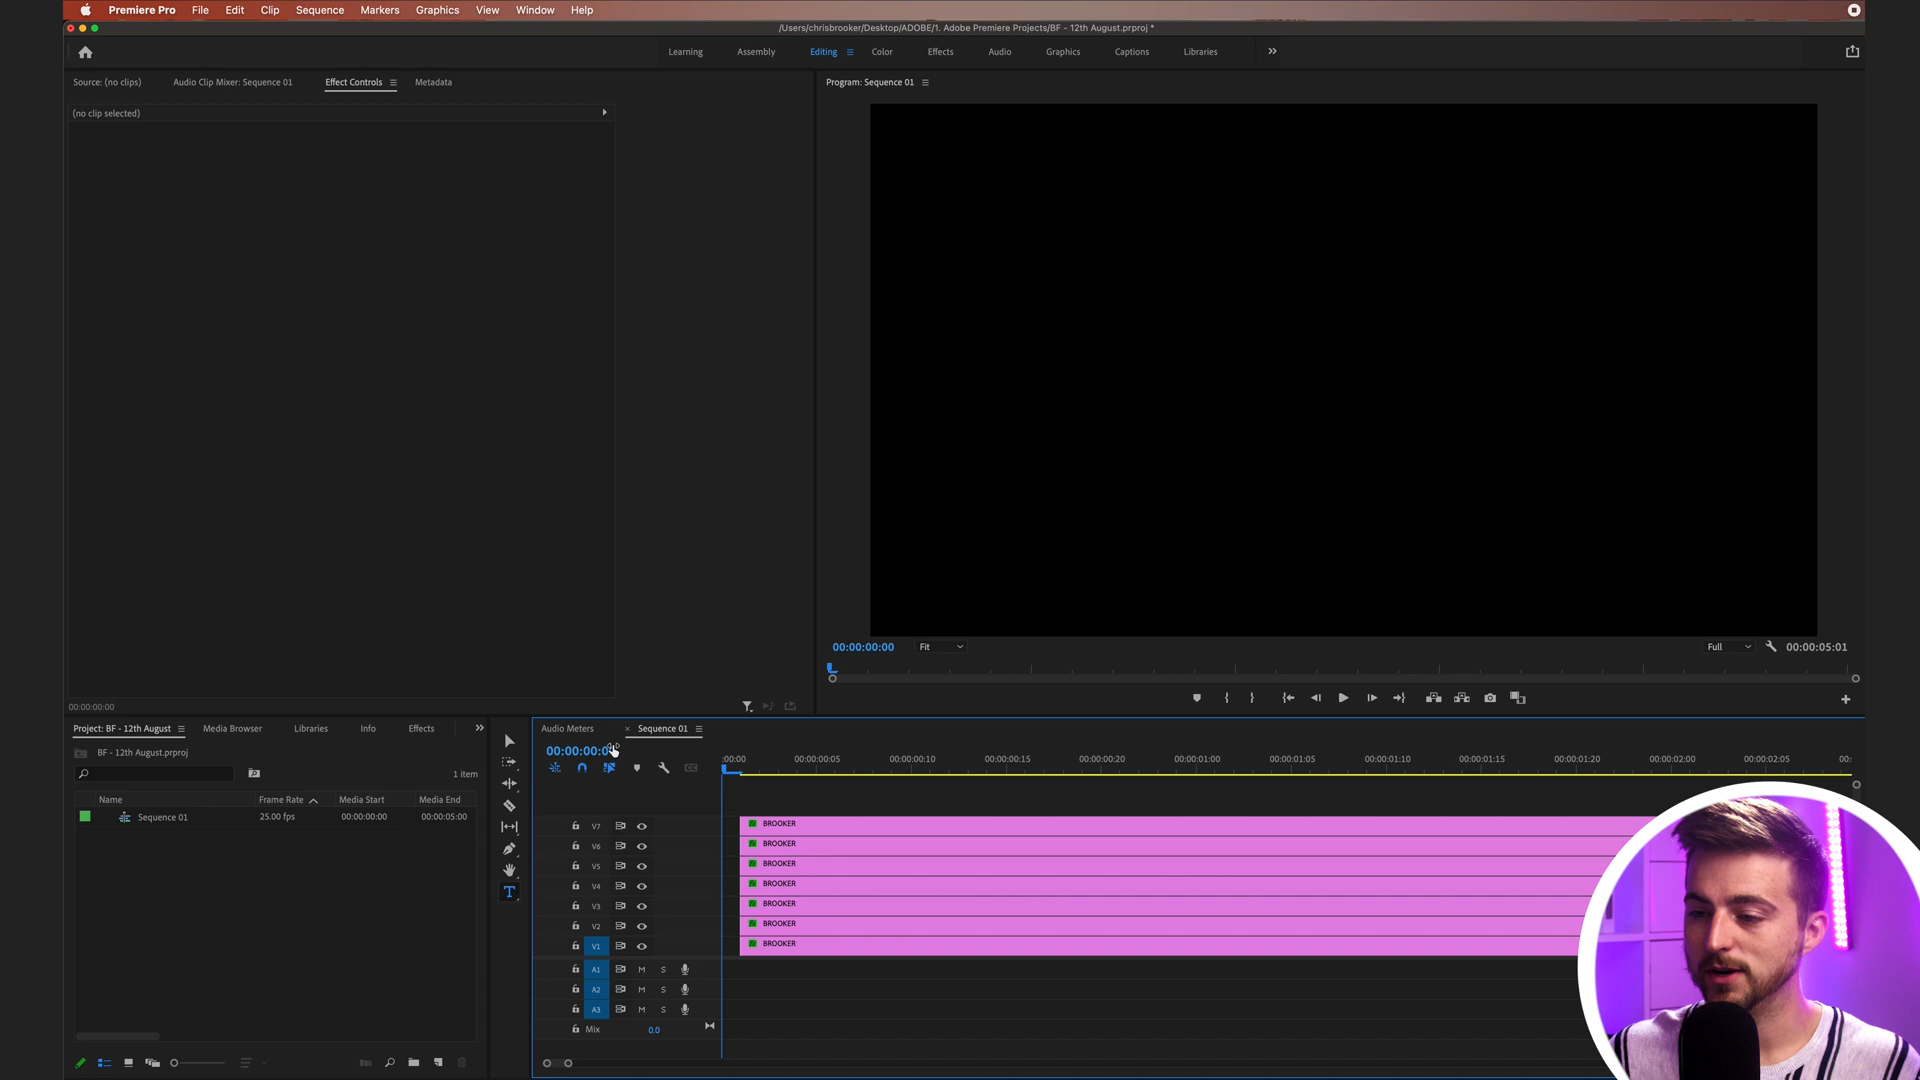 Premiere Pro File Edit Clip Sequence Markers Graphics View Window Help
/Users/chrisbrooker/Desktop/ADOBE/1. Adobe Premiere Projects/BF - 12th August.prproj *
Learning Assembly Editing Color Effects Audio Graphics Captions Libraries
Source: (no clips) Audio Clip Mixer: Sequence 01 Effect Controls Metadata
Program: Sequence 01
(no clip selected)
00:00:00:00 Fit Full 00:00:05:01
00:00:00:00
Project: BF - 12th August Media Browser Libraries Info Effects
Audio Meters × Sequence 01
BF - 12th August.prproj
1 item
Name Frame Rate Media Start Media End
Sequence 01 25.00 fps 00:00:00:00 00:00:05:00
:00:00 00:00:00:05 00:00:00:10 00:00:00:15 00:00:00:20 00:00:01:00 00:00:01:05 00:00:01:10 00:00:01:15 00:00:01:20 00:00:02:00 00:00:02:05 00:
V7 fx BROOKER
V6 fx BROOKER
V5 fx BROOKER
V4 fx BROOKER
V3 fx BROOKER
V2 fx BROOKER
V1 fx BROOKER
A1 M S
A2 M S
A3 M S
Mix 0.0